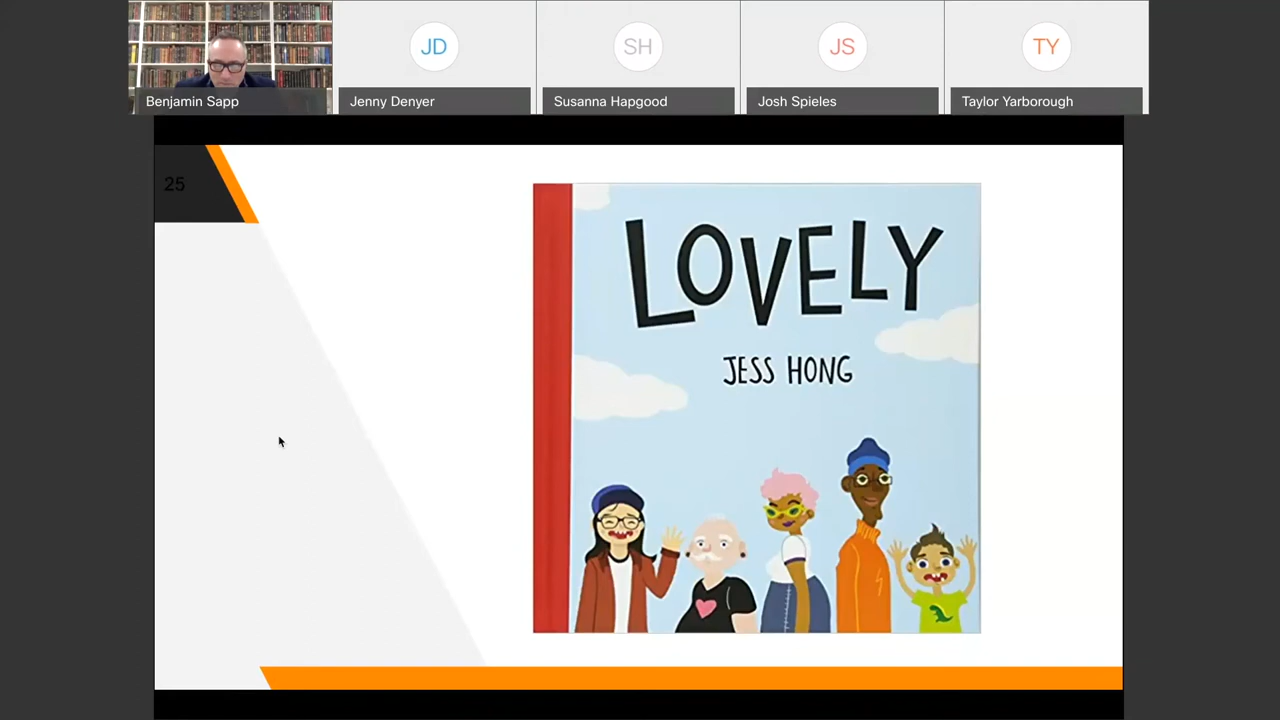 JD
SH
JS
TY
Benjamin Sapp
Jenny Denyer
Susanna Hapgood
Josh Spieles
Taylor Yarborough
25
LOVELY
JESS HONG